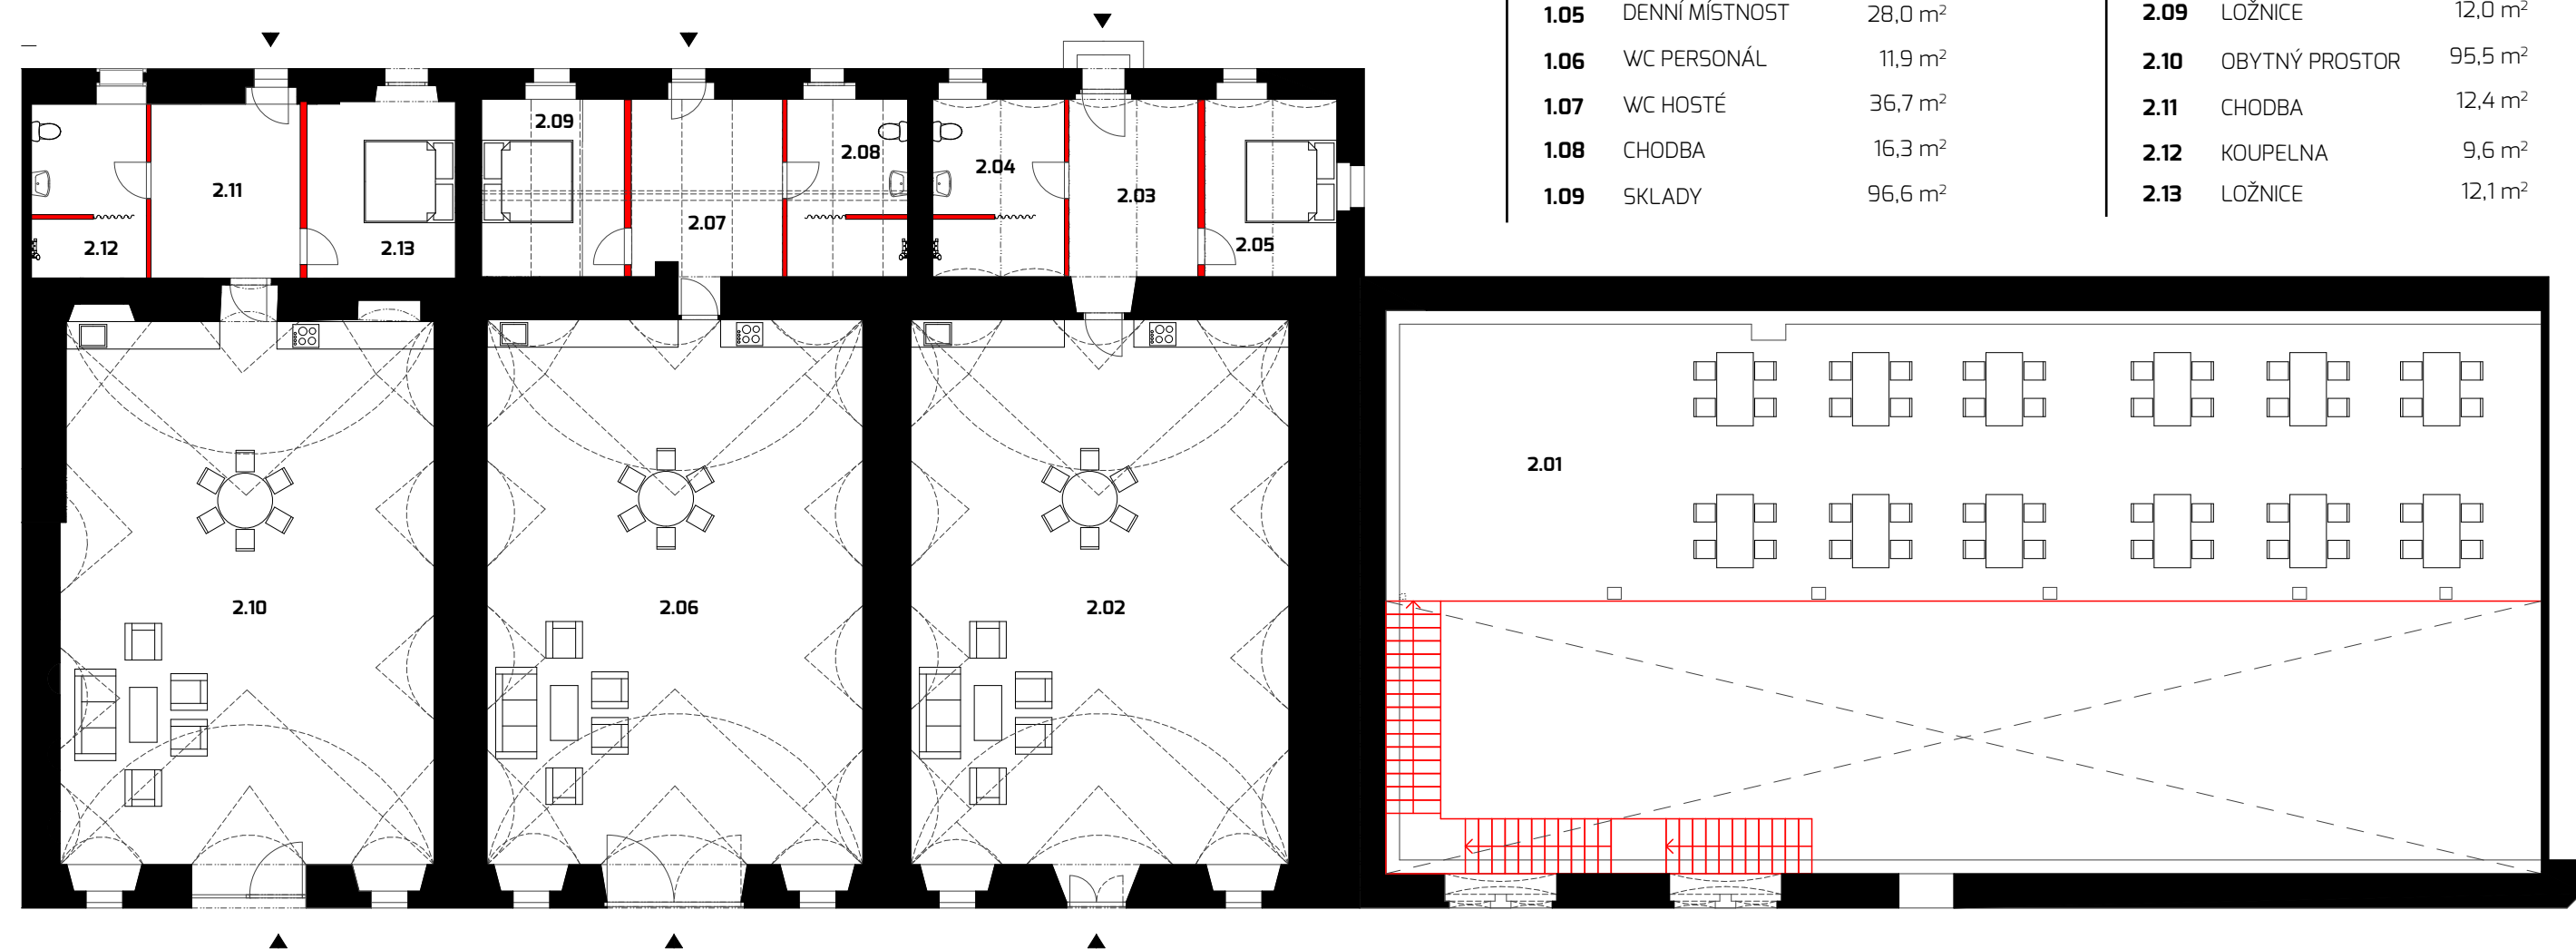 1.05 DENNÍ MÍSTNOST 28,0 m²
1.06 WC PERSONÁL 11,9 m²
1.07 WC HOSTÉ 36,7 m²
1.08 CHODBA 16,3 m²
1.09 SKLADY 96,6 m²
2.09 LOŽNICE 12,0 m²
2.10 OBYTNÝ PROSTOR 95,5 m²
2.11 CHODBA 12,4 m²
2.12 KOUPELNA 9,6 m²
2.13 LOŽNICE 12,1 m²
2.09
2.08
2.04
2.11
2.03
2.07
2.12
2.13
2.05
2.01
2.10
2.06
2.02